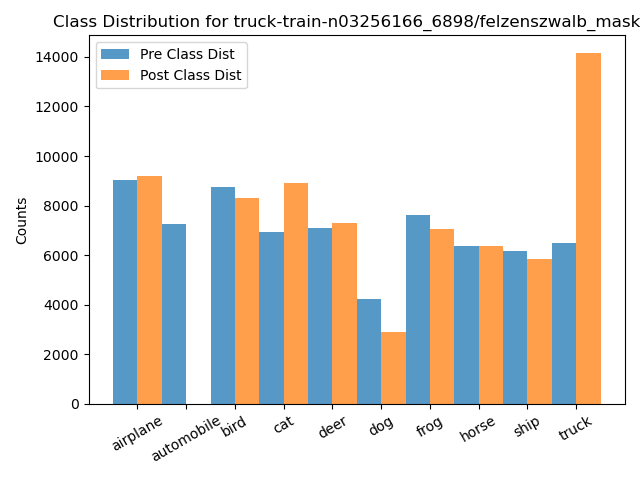 Class Distribution for truck-train-n03256166_6898/felzenszwalb_mask
Pre Class Dist
Post Class Dist
Counts
14000
12000
10000
8000
6000
4000
2000
0
airplane
automobile
bird
cat
deer
dog
frog
horse
ship
truck